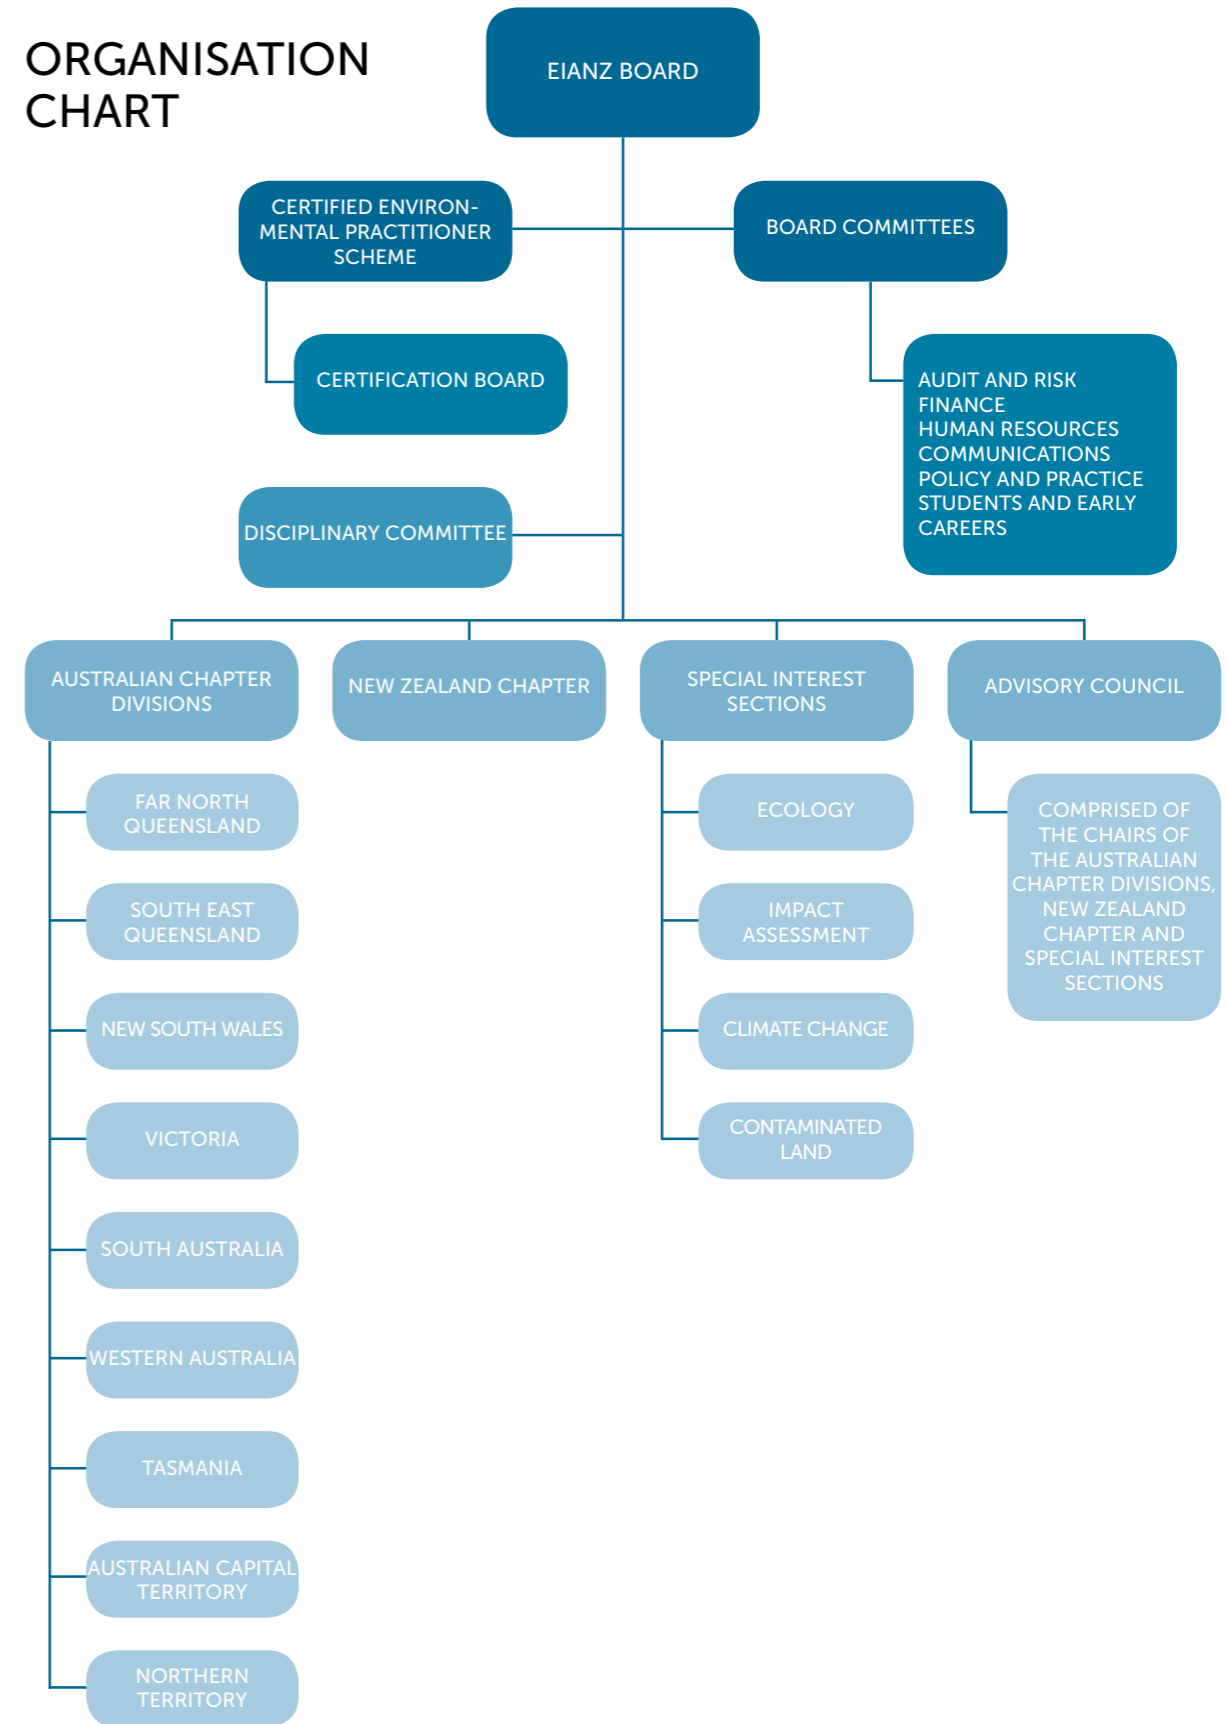 ORGANISATION
CHART
EIANZ BOARD
CERTIFIED ENVIRON-
MENTAL PRACTITIONER
SCHEME
BOARD COMMITTEES
CERTIFICATION BOARD
AUDIT AND RISK
FINANCE
HUMAN RESOURCES
COMMUNICATIONS
POLICY AND PRACTICE
STUDENTS AND EARLY
CAREERS
DISCIPLINARY COMMITTEE
AUSTRALIAN CHAPTER
DIVISIONS
NEW ZEALAND CHAPTER
SPECIAL INTEREST
SECTIONS
ADVISORY COUNCIL
FAR NORTH
QUEENSLAND
SOUTH EAST
QUEENSLAND
NEW SOUTH WALES
VICTORIA
SOUTH AUSTRALIA
WESTERN AUSTRALIA
TASMANIA
AUSTRALIAN CAPITAL
TERRITORY
NORTHERN
TERRITORY
ECOLOGY
IMPACT
ASSESSMENT
CLIMATE CHANGE
CONTAMINATED
LAND
COMPRISED OF
THE CHAIRS OF
THE AUSTRALIAN
CHAPTER DIVISIONS,
NEW ZEALAND
CHAPTER AND
SPECIAL INTEREST
SECTIONS